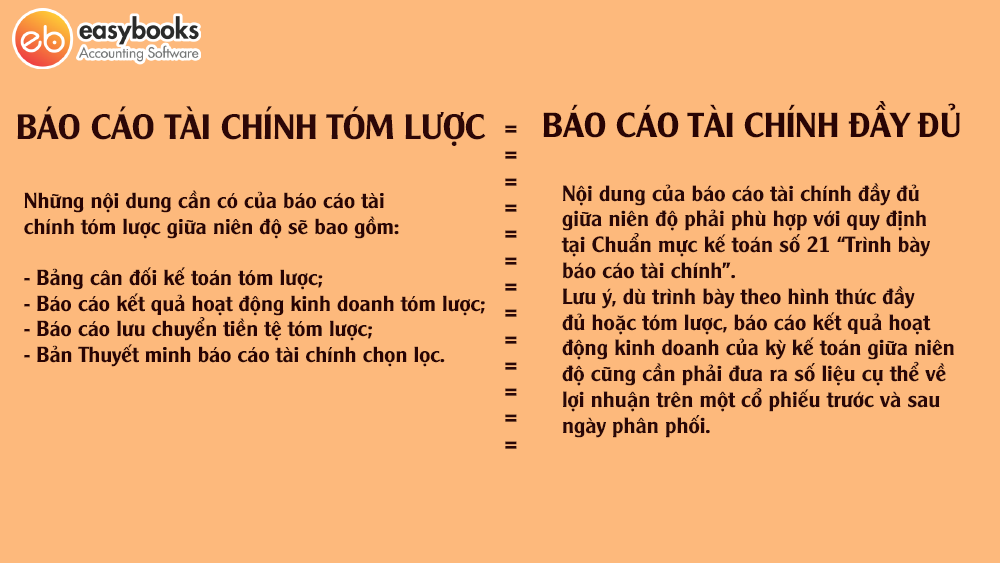 eb easybooks
Accounting Software
BÁO CÁO TÀI CHÍNH TÓM LƯỢC
Những nội dung cần có của báo cáo tài
chính tóm lược giữa niên độ sẽ bao gồm:
- Bảng cân đối kế toán tóm lược;
- Báo cáo kết quả hoạt động kinh doanh tóm lược;
- Báo cáo lưu chuyển tiền tệ tóm lược;
- Bản Thuyết minh báo cáo tài chính chọn lọc.
=
=
=
=
=
=
=
=
=
=
=
=
=
BÁO CÁO TÀI CHÍNH ĐẦY ĐỦ
Nội dung của báo cáo tài chính đầy đủ
giữa niên độ phải phù hợp với quy định
tại Chuẩn mực kế toán số 21 “Trình bày
báo cáo tài chính”.
Lưu ý, dù trình bày theo hình thức đầy
đủ hoặc tóm lược, báo cáo kết quả hoạt
động kinh doanh của kỳ kế toán giữa niên
độ cũng cần phải đưa ra số liệu cụ thể về
lợi nhuận trên một cổ phiếu trước và sau
ngày phân phối.